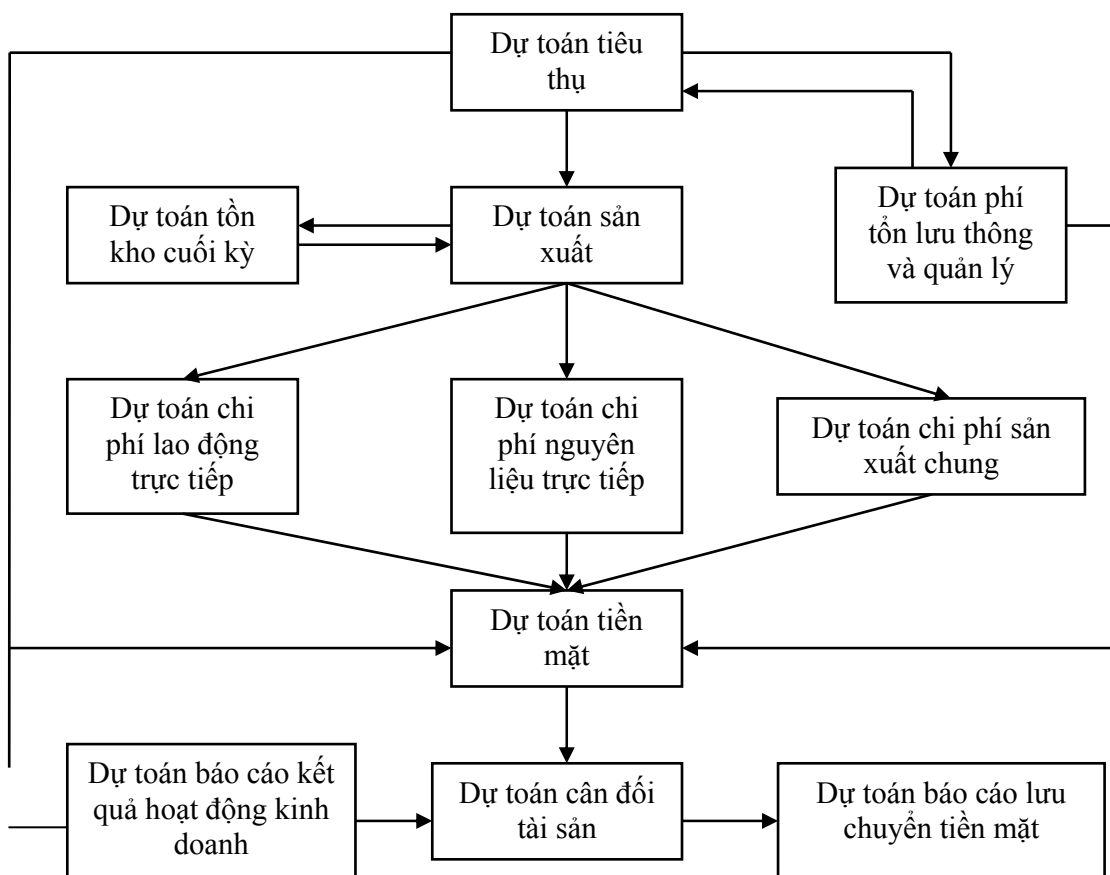 Dự toán tiêu
thụ
Dự toán tồn
kho cuối kỳ
Dự toán sản
xuất
Dự toán phí
tổn lưu thông
và quản lý
Dự toán chi
phí lao động
trực tiếp
Dự toán chi
phí nguyên
liệu trực tiếp
Dự toán chi phí sản
xuất chung
Dự toán tiền
mặt
Dự toán báo cáo kết
quả hoạt động kinh
doanh
Dự toán cân đối
tài sản
Dự toán báo cáo lưu
chuyển tiền mặt